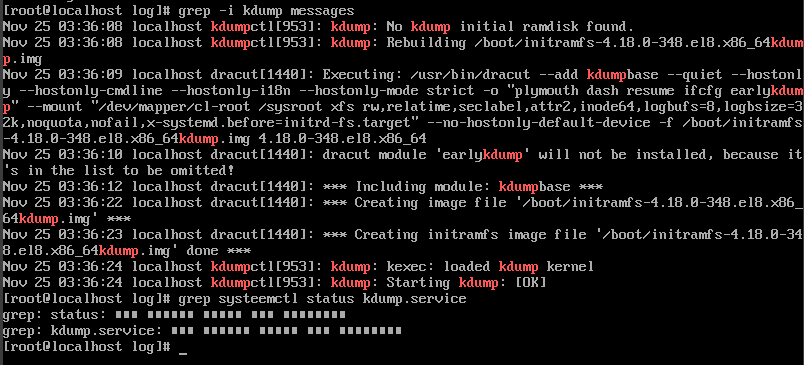 [root@localhost log]# grep -i kdump messages
Nov 25 03:36:08 localhost kdumpctl[953]: kdump: No kdump initial ramdisk found.
Nov 25 03:36:08 localhost kdumpctl[953]: kdump: Rebuilding /boot/initramfs-4.18.0-348.el8.x86_64kdum
p.img
Nov 25 03:36:09 localhost dracut[1440]: Executing: /usr/bin/dracut --add kdumpbase --quiet --hostonl
y --hostonly-cmdline --hostonly-i18n --hostonly-mode strict -o "plymouth dash resume ifcfg earlykdum
p" --mount "/dev/mapper/cl-root /sysroot xfs rw,relatime,seclabel,attr2,inode64,logbufs=8,logbsize=3
2k,noquota,nofail,x-systemd.before=initrd-fs.target" --no-hostonly-default-device -f /boot/initramfs
-4.18.0-348.el8.x86_64kdump.img 4.18.0-348.el8.x86_64
Nov 25 03:36:10 localhost dracut[1440]: dracut module 'earlykdump' will not be installed, because it
's in the list to be omitted!
Nov 25 03:36:12 localhost dracut[1440]: *** Including module: kdumpbase ***
Nov 25 03:36:22 localhost dracut[1440]: *** Creating image file '/boot/initramfs-4.18.0-348.el8.x86_
64kdump.img' ***
Nov 25 03:36:23 localhost dracut[1440]: *** Creating initramfs image file '/boot/initramfs-4.18.0-34
8.el8.x86_64kdump.img' done ***
Nov 25 03:36:24 localhost kdumpctl[953]: kdump: kexec: loaded kdump kernel
Nov 25 03:36:24 localhost kdumpctl[953]: kdump: Starting kdump: [OK]
[root@localhost log]# grep systeemctl status kdump.service
grep: status: ■■■ ■■■■■■ ■■■■■ ■■■ ■■■■■■■■
grep: kdump.service: ■■■ ■■■■■■ ■■■■■ ■■■ ■■■■■■■■
[root@localhost log]# _